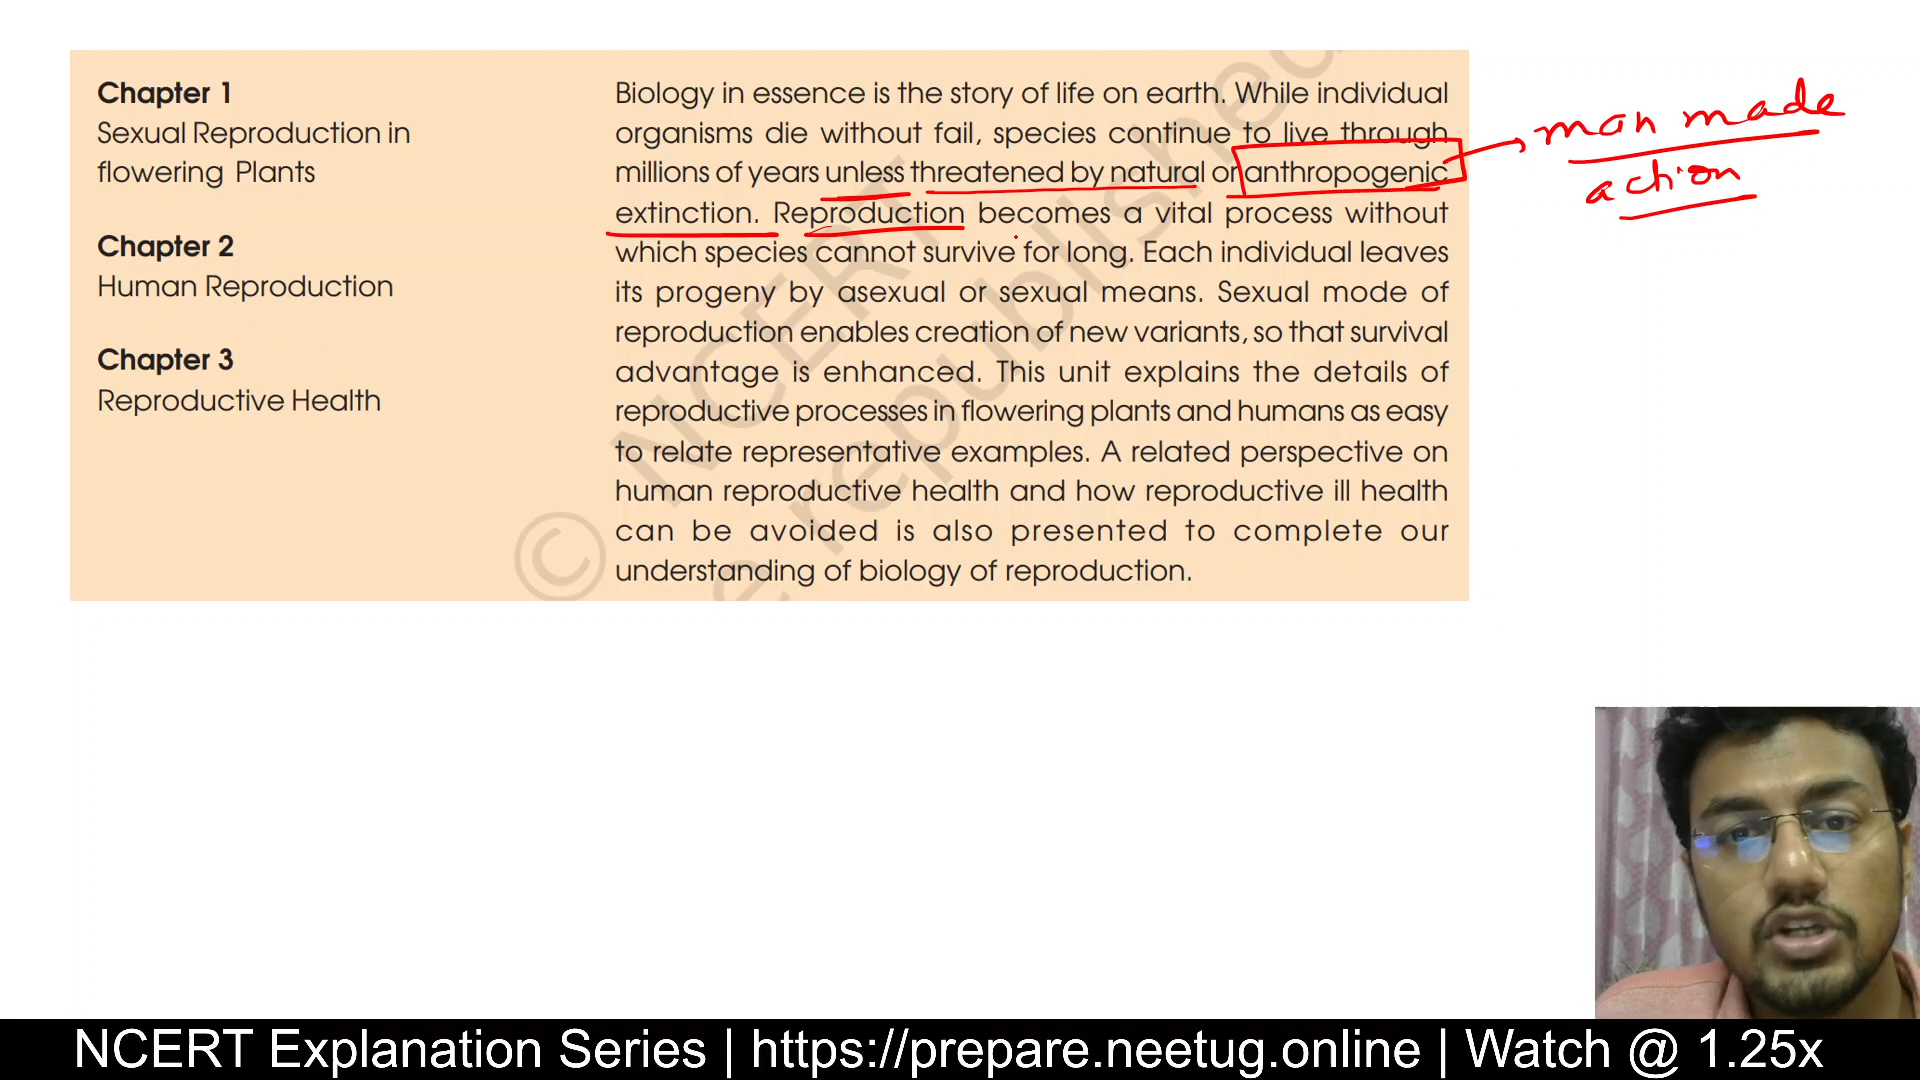 Chapter 1
Sexual Reproduction in
flowering Plants
Chapter 2
Human Reproduction
Chapter 3
Reproductive Health
Biology in essence is the story of life on earth. While individual
organisms die without fail, species continue to live through
millions of years unless threatened by natural or anthropogenic
extinction. Reproduction becomes a vital process without
which species cannot survive for long. Each individual leaves
its progeny by asexual or sexual means. Sexual mode of
reproduction enables creation of new variants, so that survival
advantage is enhanced. This unit explains the details of
reproductive processes in flowering plants and humans as easy
to relate representative examples. A related perspective on
human reproductive health and how reproductive ill health
can be avoided is also presented to complete our
understanding of biology of reproduction.
man made
action
© NCERT
republished
NCERT Explanation Series | https://prepare.neetug.online | Watch @ 1.25x